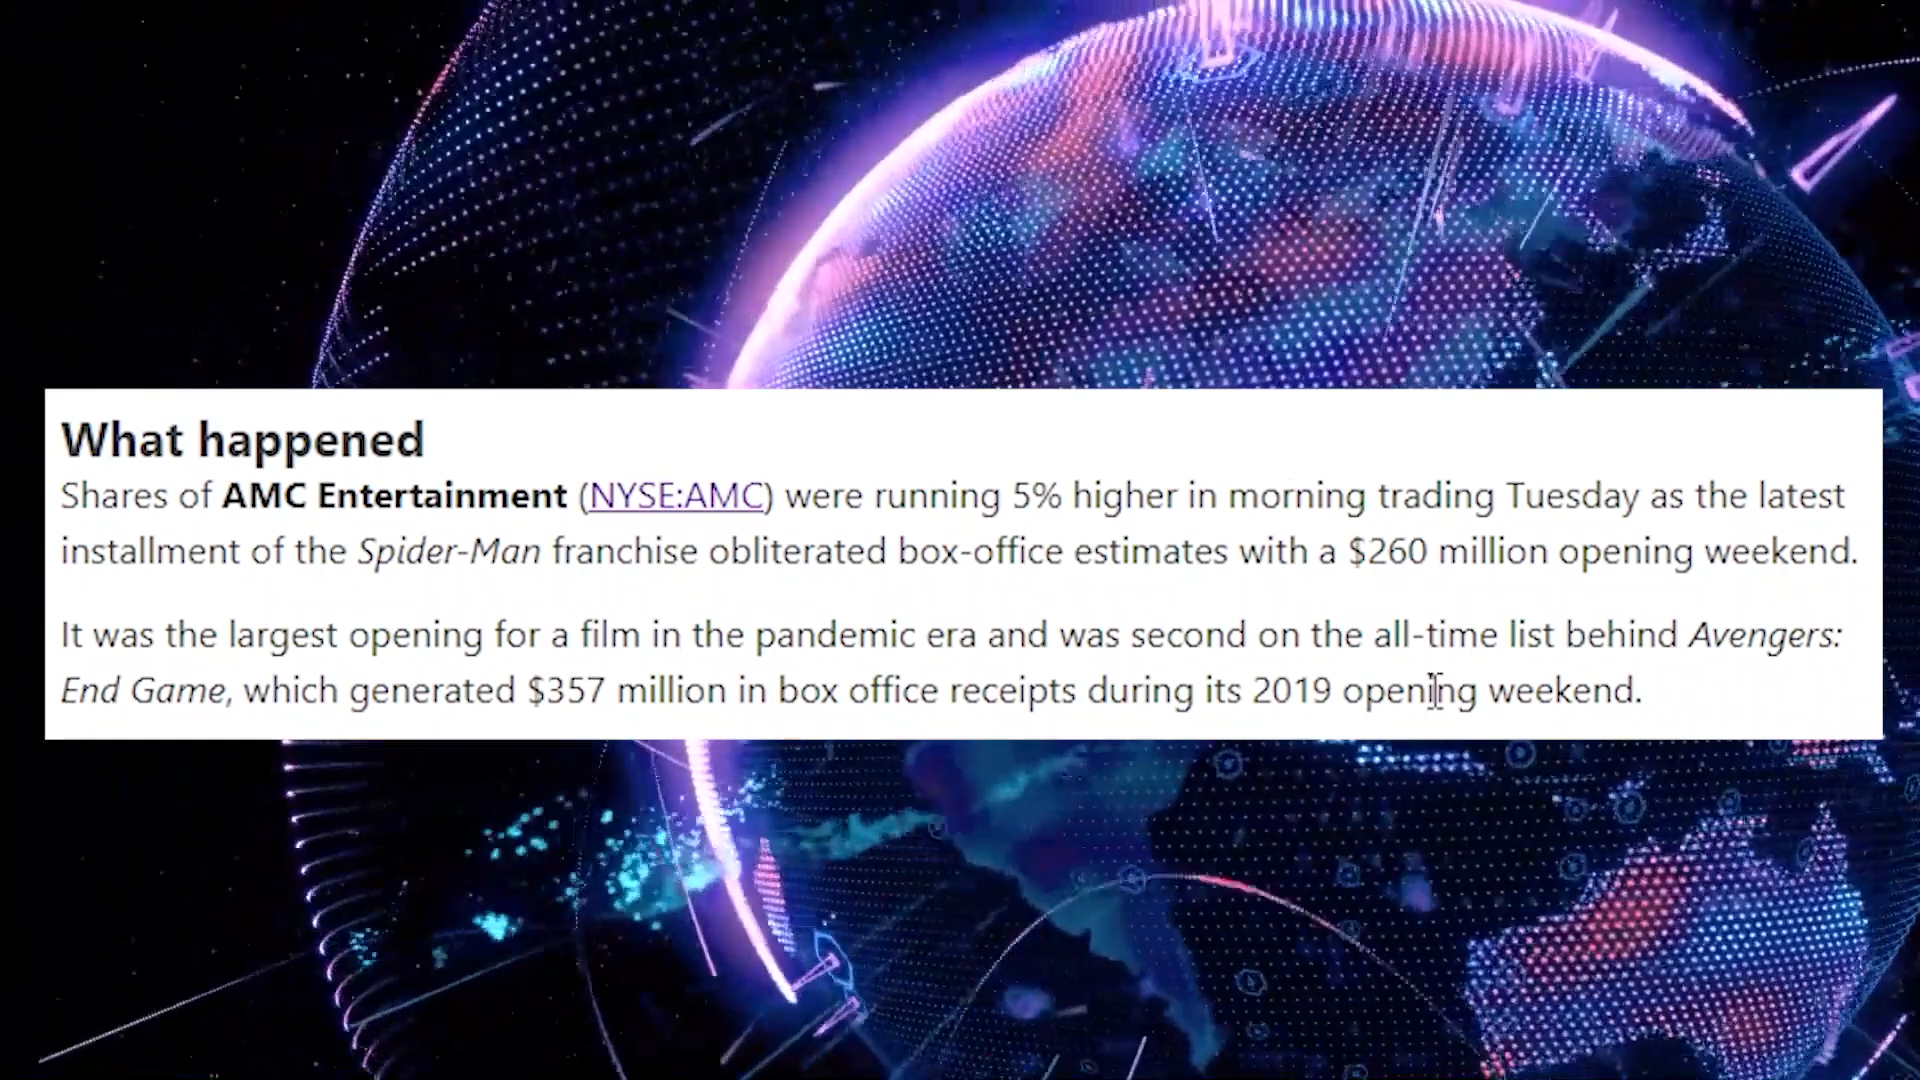 What happened
Shares of AMC Entertainment (NYSE:AMC) were running 5% higher in morning trading Tuesday as the latest
installment of the Spider-Man franchise obliterated box-office estimates with a $260 million opening weekend.
It was the largest opening for a film in the pandemic era and was second on the all-time list behind Avengers:
End Game, which generated $357 million in box office receipts during its 2019 opening weekend.